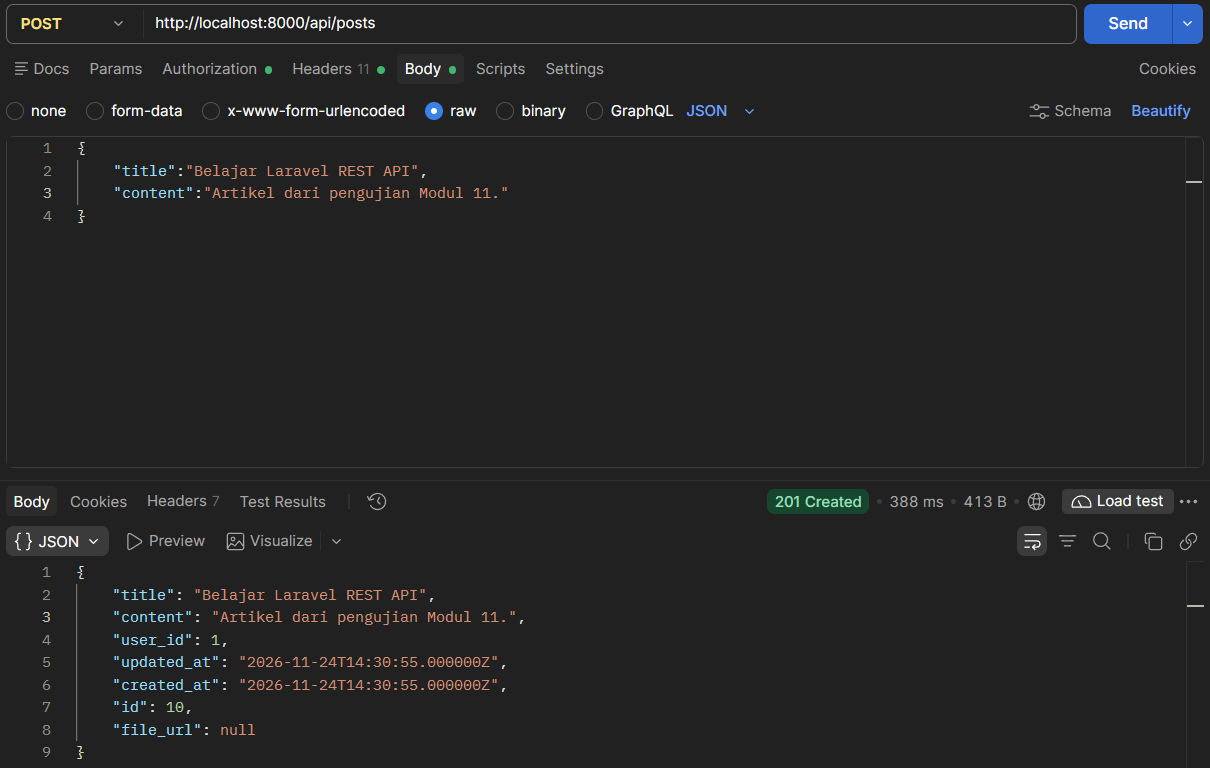 POST http://localhost:8000/api/posts Send
Docs Params Authorization Headers 11 Body Scripts Settings Cookies
none form-data x-www-form-urlencoded raw binary GraphQL JSON Schema Beautify
1 {
2 "title":"Belajar Laravel REST API",
3 "content":"Artikel dari pengujian Modul 11."
4 }
Body Cookies Headers 7 Test Results 201 Created • 388 ms • 413 B • Load test
{} JSON Preview Visualize
1 {
2 "title": "Belajar Laravel REST API",
3 "content": "Artikel dari pengujian Modul 11.",
4 "user_id": 1,
5 "updated_at": "2026-11-24T14:30:55.000000Z",
6 "created_at": "2026-11-24T14:30:55.000000Z",
7 "id": 10,
8 "file_url": null
9 }